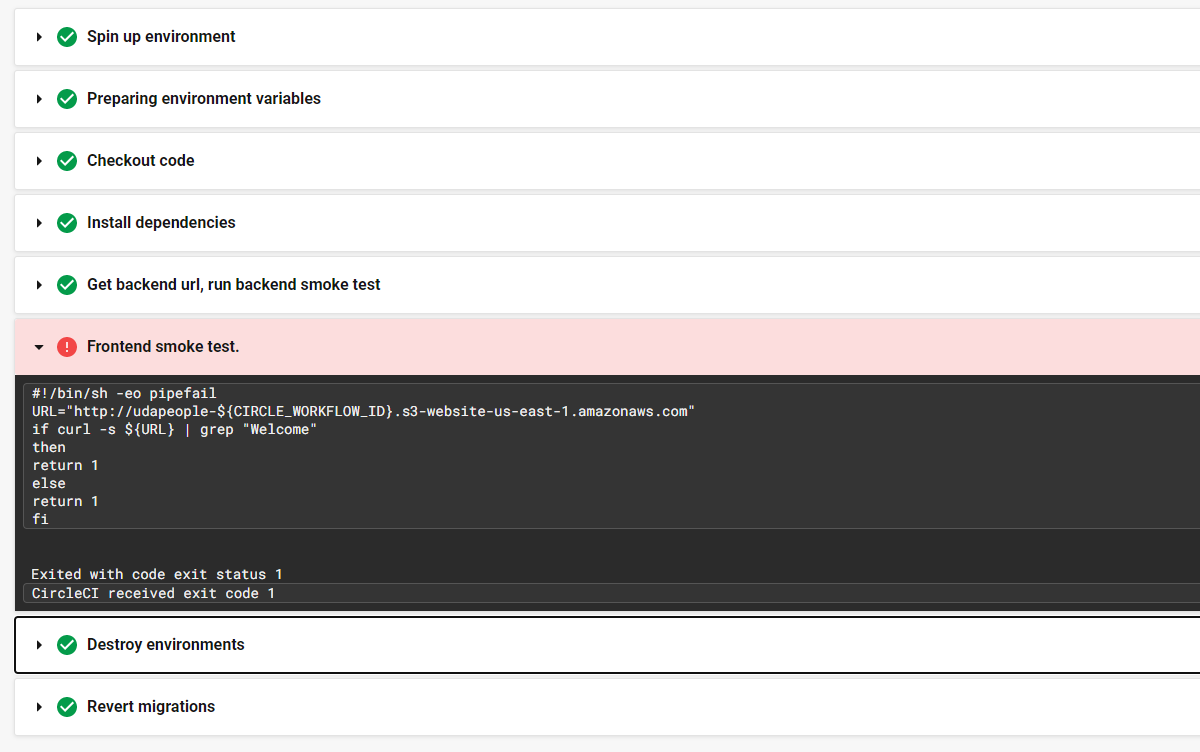 Spin up environment
Preparing environment variables
Checkout code
Install dependencies
Get backend url, run backend smoke test
Frontend smoke test.
#!/bin/sh -eo pipefail
URL="http://udapeople-${CIRCLE_WORKFLOW_ID}.s3-website-us-east-1.amazonaws.com"
if curl -s ${URL} | grep "Welcome"
then
return 1
else
return 1
fi
Exited with code exit status 1
CircleCI received exit code 1
Destroy environments
Revert migrations